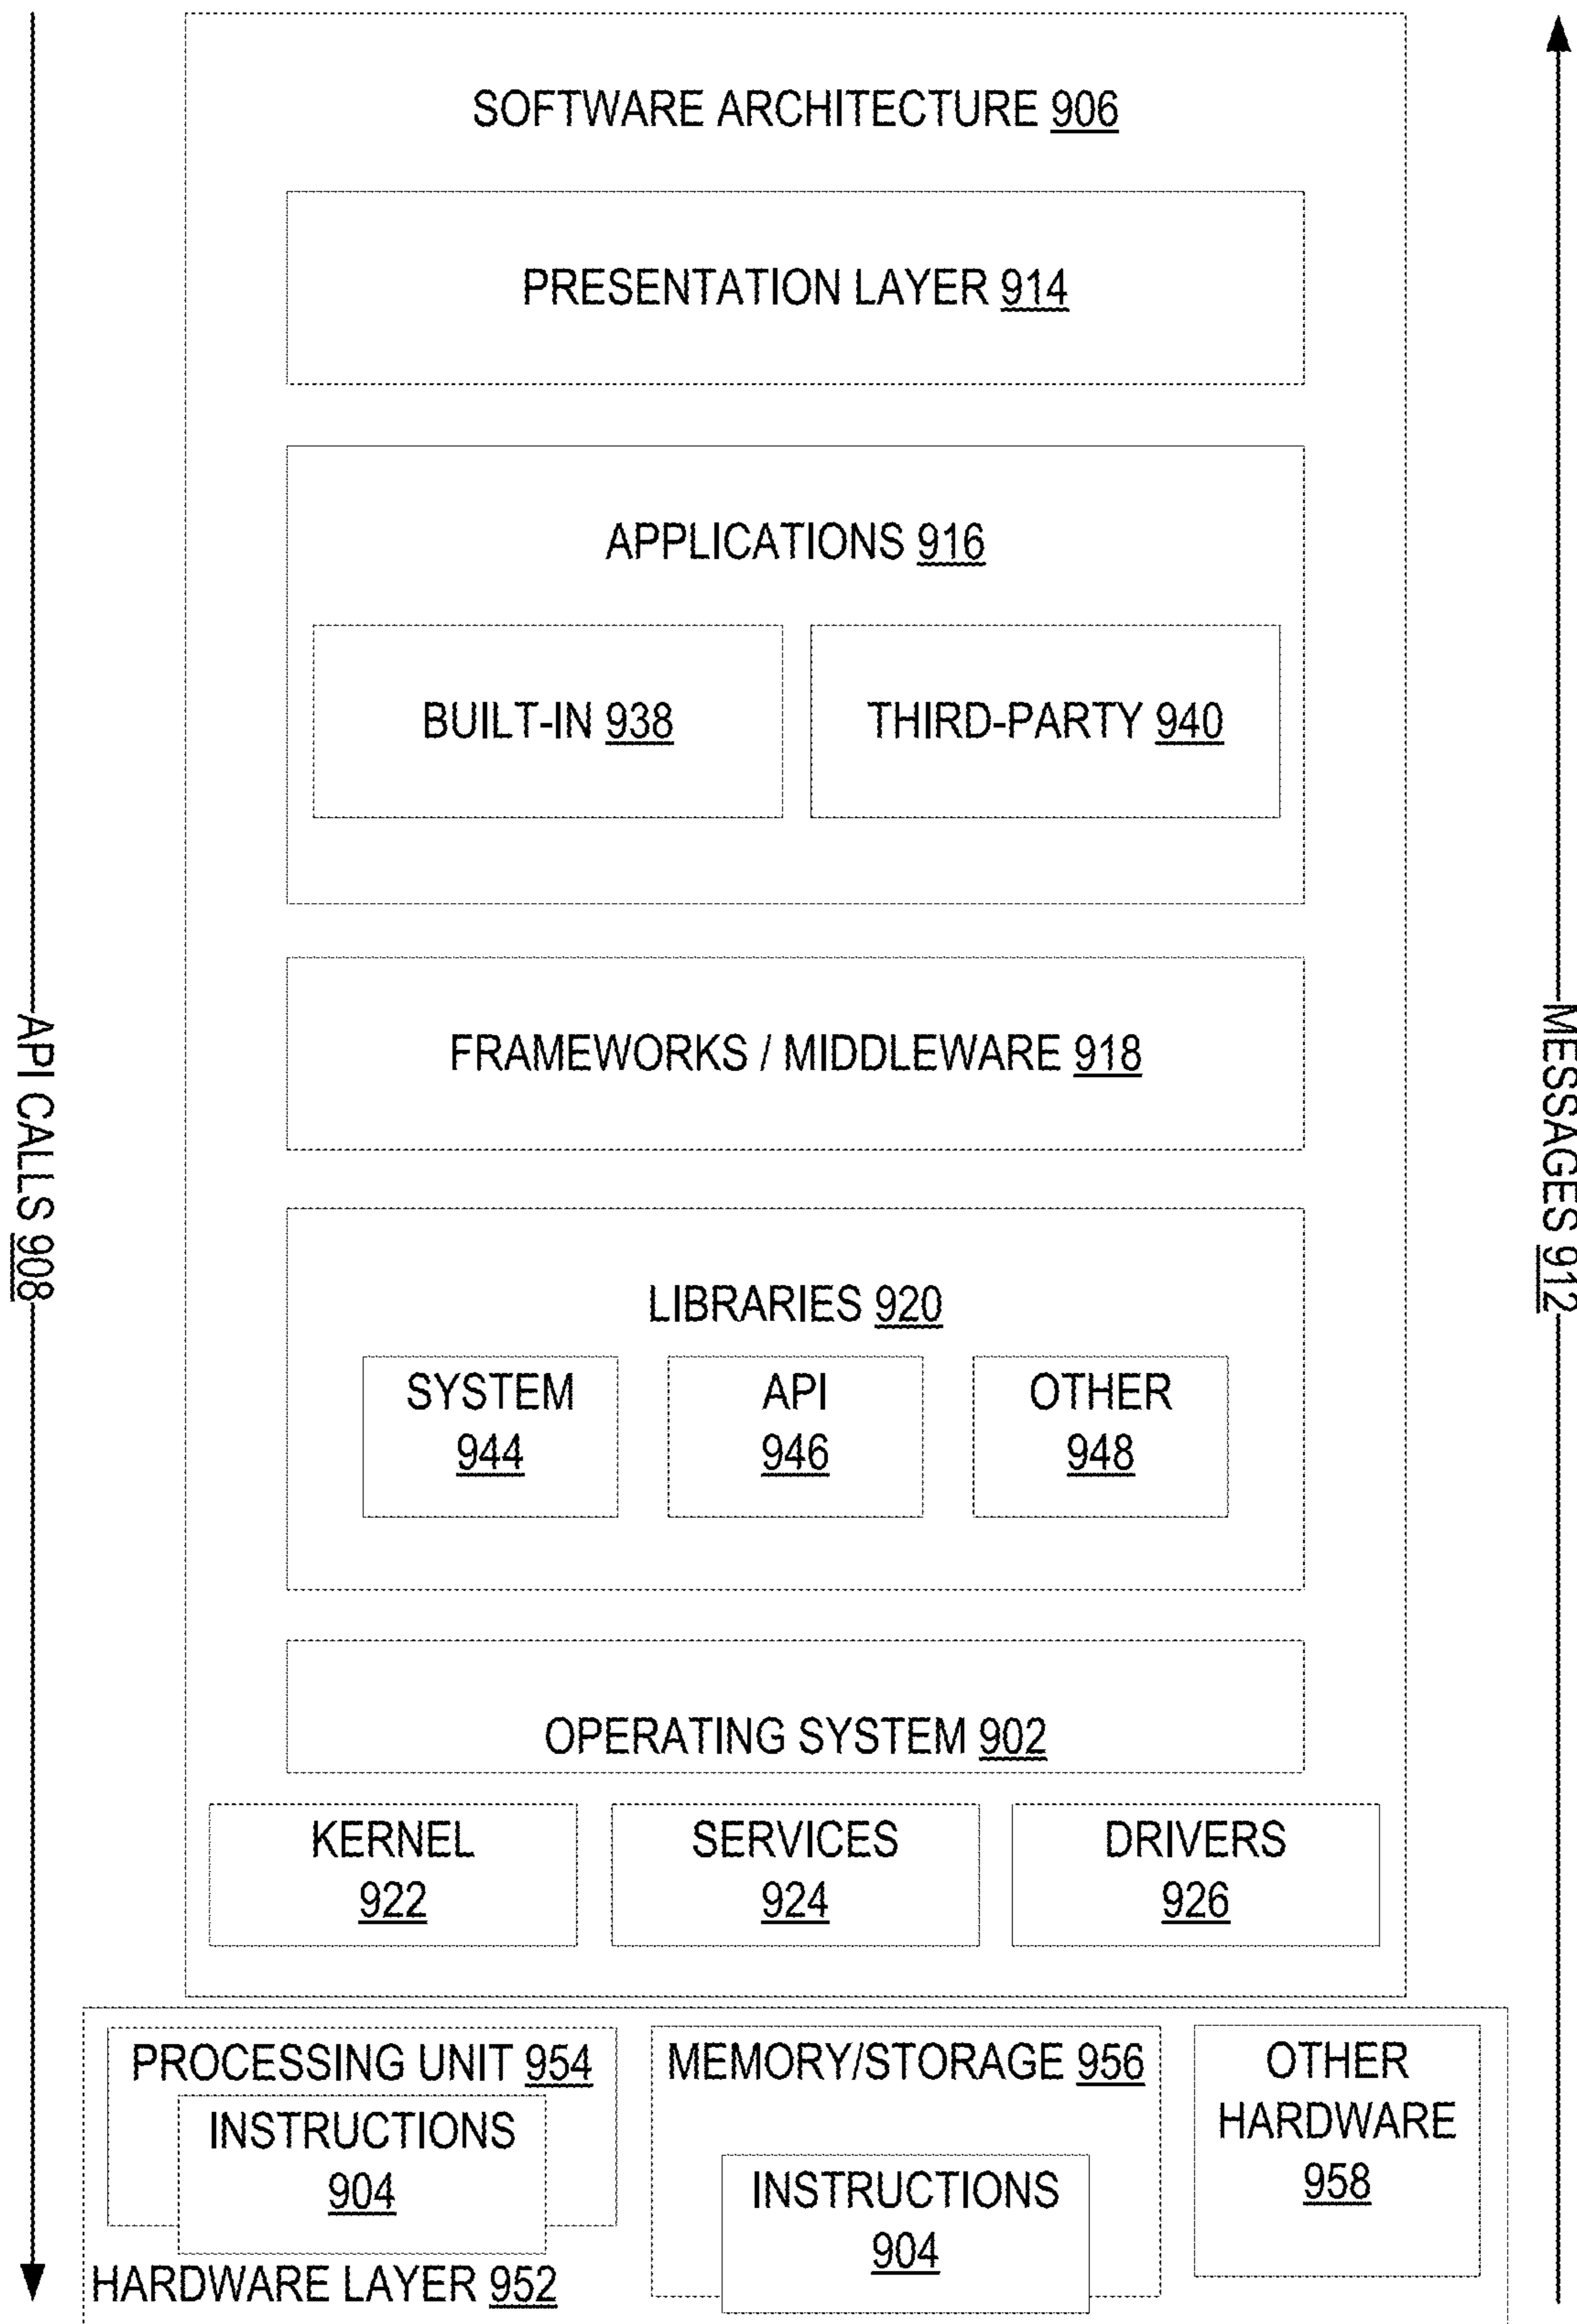 SOFTWARE ARCHITECTURE 906
PRESENTATION LAYER 914
APPLICATIONS 916
BUILT-IN 938
THIRD-PARTY 940
FRAMEWORKS / MIDDLEWARE 918
API CALLS 908
MESSAGES 912
LIBRARIES 920
SYSTEM
944
API
946
OTHER
948
OPERATING SYSTEM 902
KERNEL
922
SERVICES
924
DRIVERS
926
PROCESSING UNIT 954
INSTRUCTIONS
904
MEMORY/STORAGE 956
INSTRUCTIONS
904
OTHER
HARDWARE
958
HARDWARE LAYER 952